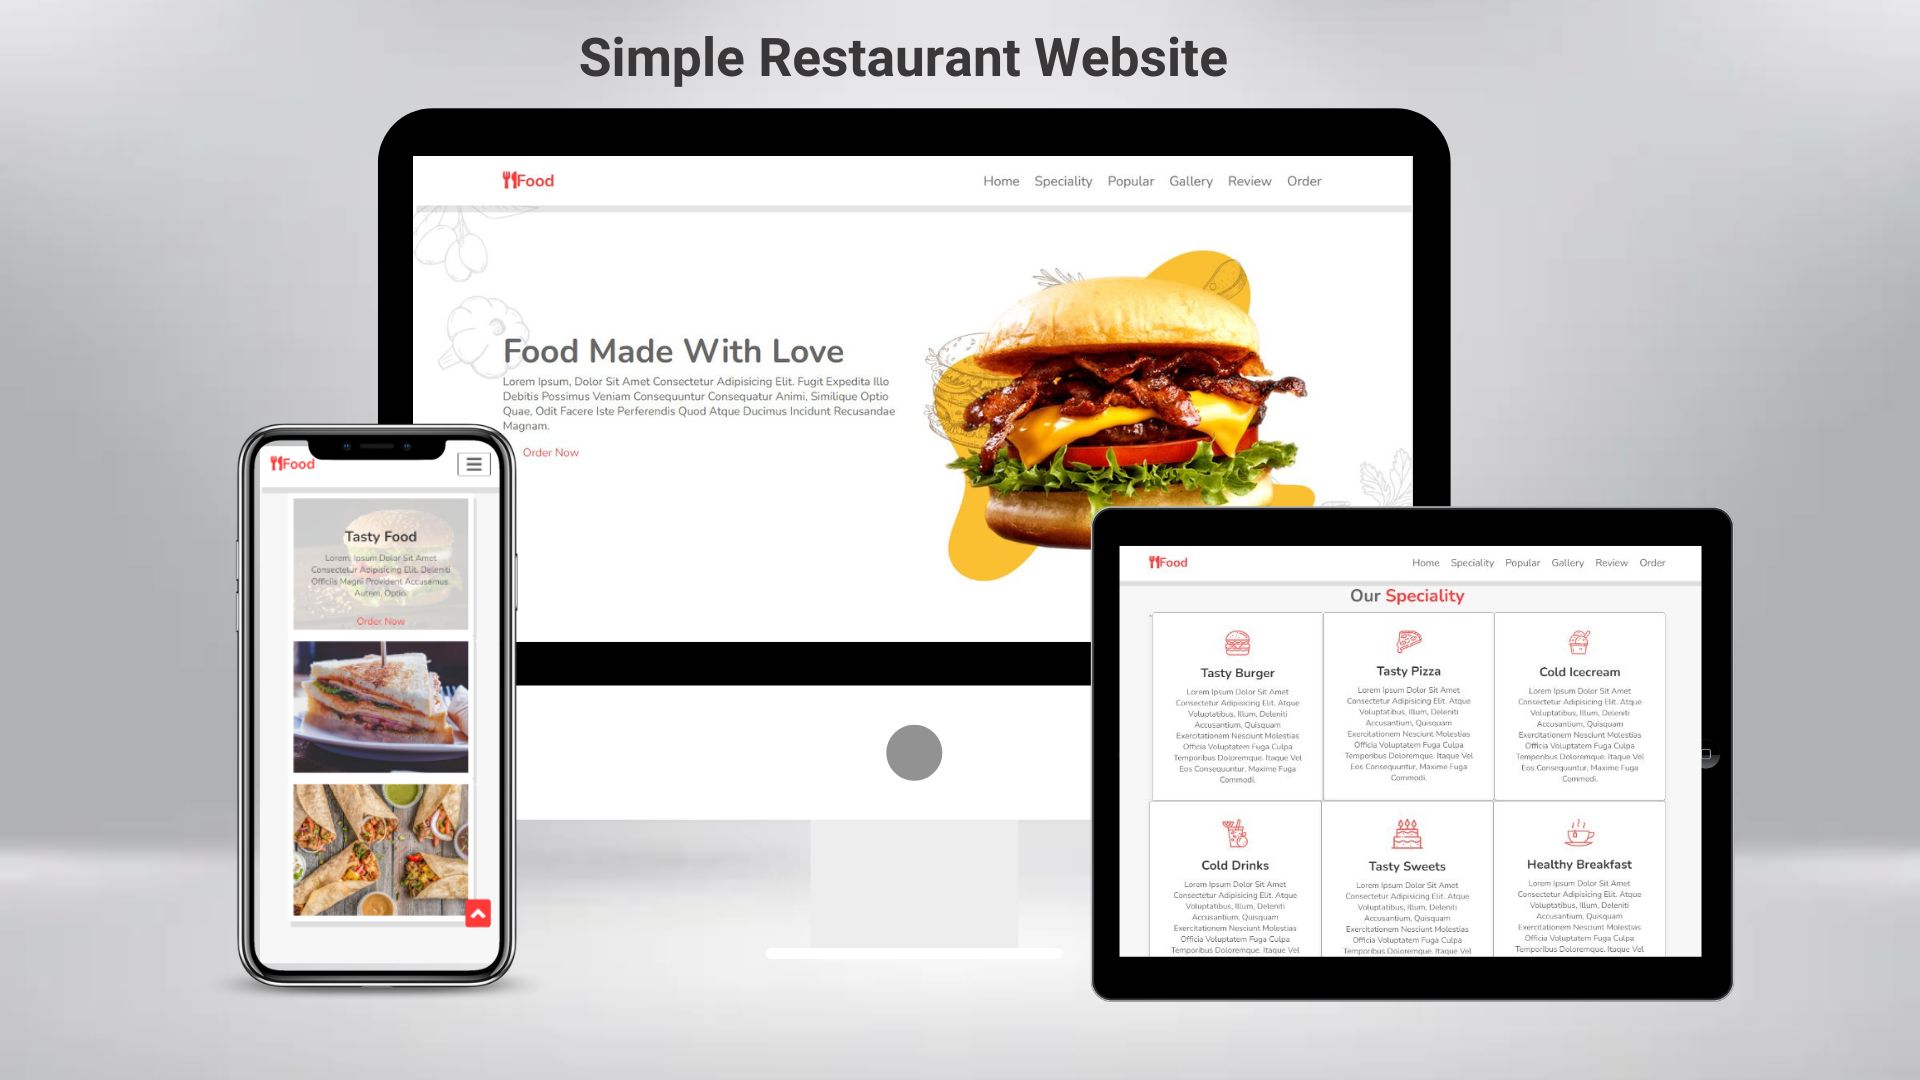 Simple Restaurant Website
Food
Home Speciality Popular Gallery Review Order
Food Made With Love
Lorem Ipsum, Dolor Sit Amet Consectetur Adipisicing Elit. Fugit Expedita Illo
Debitis Possimus Veniam Consequuntur Consequatur Animi, Similique Optio
Quae, Odit Facere Iste Perferendis Quod Atque Ducimus Incidunt Recusandae
Magnam.
Order Now
Food
Tasty Food
Lorem, Ipsum Dolor Sit Amet
Consectetur Adipisicing Elit. Deleniti
Officiis Magni Provident Accusamus
Autem, Optio.
Order Now
Food
Home Speciality Popular Gallery Review Order
Our Speciality
Tasty Burger
Lorem Ipsum Dolor Sit Amet
Consectetur Adipisicing Elit. Atque
Voluptatibus, Illum, Deleniti
Accusantium, Quisquam
Exercitationem Nesciunt Molestias
Officia Voluptatem Fuga Culpa
Temporibus Doloremque. Itaque Vel
Eos Consequuntur, Maxime Fuga
Commodi.
Tasty Pizza
Lorem Ipsum Dolor Sit Amet
Consectetur Adipisicing Elit. Atque
Voluptatibus, Illum, Deleniti
Accusantium, Quisquam
Exercitationem Nesciunt Molestias
Officia Voluptatem Fuga Culpa
Temporibus Doloremque. Itaque Vel
Eos Consequuntur, Maxime Fuga
Commodi.
Cold Icecream
Lorem Ipsum Dolor Sit Amet
Consectetur Adipisicing Elit. Atque
Voluptatibus, Illum, Deleniti
Accusantium, Quisquam
Exercitationem Nesciunt Molestias
Officia Voluptatem Fuga Culpa
Temporibus Doloremque. Itaque Vel
Eos Consequuntur, Maxime Fuga
Commodi.
Cold Drinks
Lorem Ipsum Dolor Sit Amet
Consectetur Adipisicing Elit. Atque
Voluptatibus, Illum, Deleniti
Accusantium, Quisquam
Exercitationem Nesciunt Molestias
Officia Voluptatem Fuga Culpa
Temporibus Doloremque. Itaque Vel
Tasty Sweets
Lorem Ipsum Dolor Sit Amet
Consectetur Adipisicing Elit. Atque
Voluptatibus, Illum, Deleniti
Accusantium, Quisquam
Exercitationem Nesciunt Molestias
Officia Voluptatem Fuga Culpa
Temporibus Doloremque. Itaque Vel
Healthy Breakfast
Lorem Ipsum Dolor Sit Amet
Consectetur Adipisicing Elit. Atque
Voluptatibus, Illum, Deleniti
Accusantium, Quisquam
Exercitationem Nesciunt Molestias
Officia Voluptatem Fuga Culpa
Temporibus Doloremque. Itaque Vel